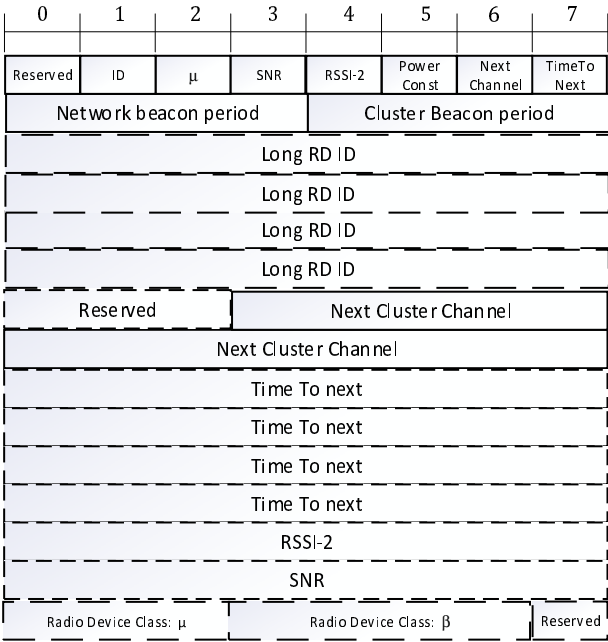 0 1 2 3 4 5 6 7
Reserved ID μ SNR RSSI-2 Power Const Next Channel TimeTo Next
Network beacon period Cluster Beacon period
Long RD ID
Long RD ID
Long RD ID
Long RD ID
Reserved Next Cluster Channel
Next Cluster Channel
Time To next
Time To next
Time To next
Time To next
RSSI-2
SNR
Radio Device Class: μ Radio Device Class: β Reserved